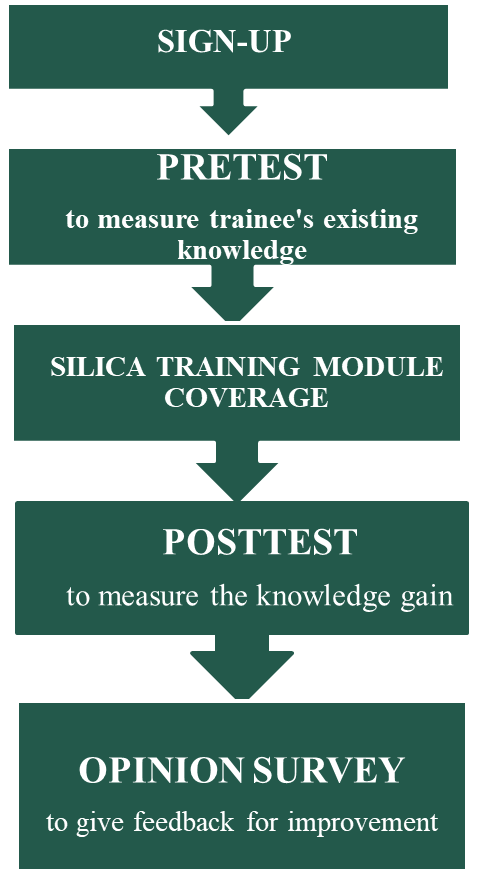 SIGN-UP
PRETEST
to measure trainee's existing
knowledge
SILICA TRAINING MODULE
COVERAGE
POSTTEST
to measure the knowledge gain
OPINION SURVEY
to give feedback for improvement